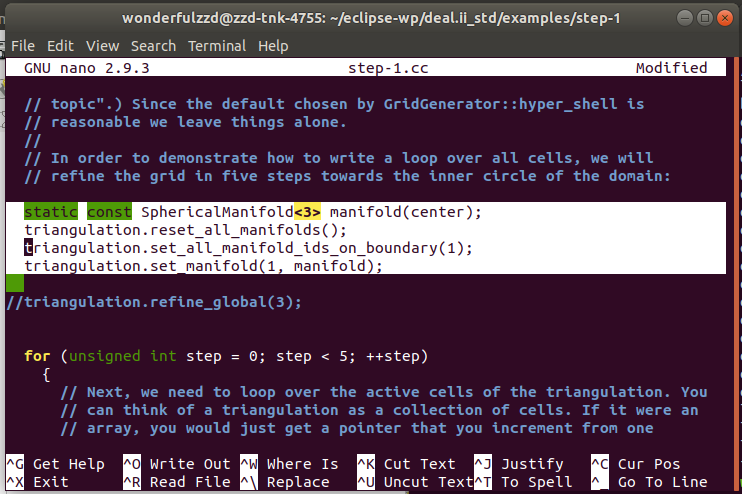 wonderfulzzd@zzd-tnk-4755: ~/eclipse-wp/deal.ii_std/examples/step-1
File Edit View Search Terminal Help
GNU nano 2.9.3 step-1.cc Modified
// topic".) Since the default chosen by GridGenerator::hyper_shell is
// reasonable we leave things alone.
//
// In order to demonstrate how to write a loop over all cells, we will
// refine the grid in five steps towards the inner circle of the domain:
static const SphericalManifold<3> manifold(center);
triangulation.reset_all_manifolds();
triangulation.set_all_manifold_ids_on_boundary(1);
triangulation.set_manifold(1, manifold);
//triangulation.refine_global(3);
for (unsigned int step = 0; step < 5; ++step)
{
// Next, we need to loop over the active cells of the triangulation. You
// can think of a triangulation as a collection of cells. If it were an
// array, you would just get a pointer that you increment from one
^G Get Help ^O Write Out ^W Where Is ^K Cut Text ^J Justify ^C Cur Pos
^X Exit ^R Read File ^\ Replace ^U Uncut Text ^T To Spell ^_ Go To Line